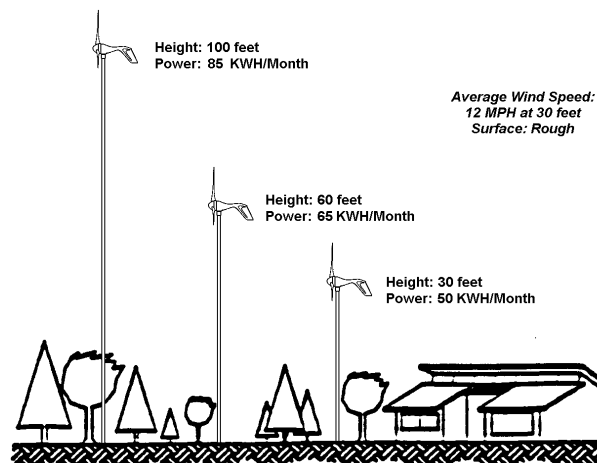 Height: 100 feet
Power: 85 KWH/Month
Average Wind Speed:
12 MPH at 30 feet
Surface: Rough
Height: 60 feet
Power: 65 KWH/Month
Height: 30 feet
Power: 50 KWH/Month